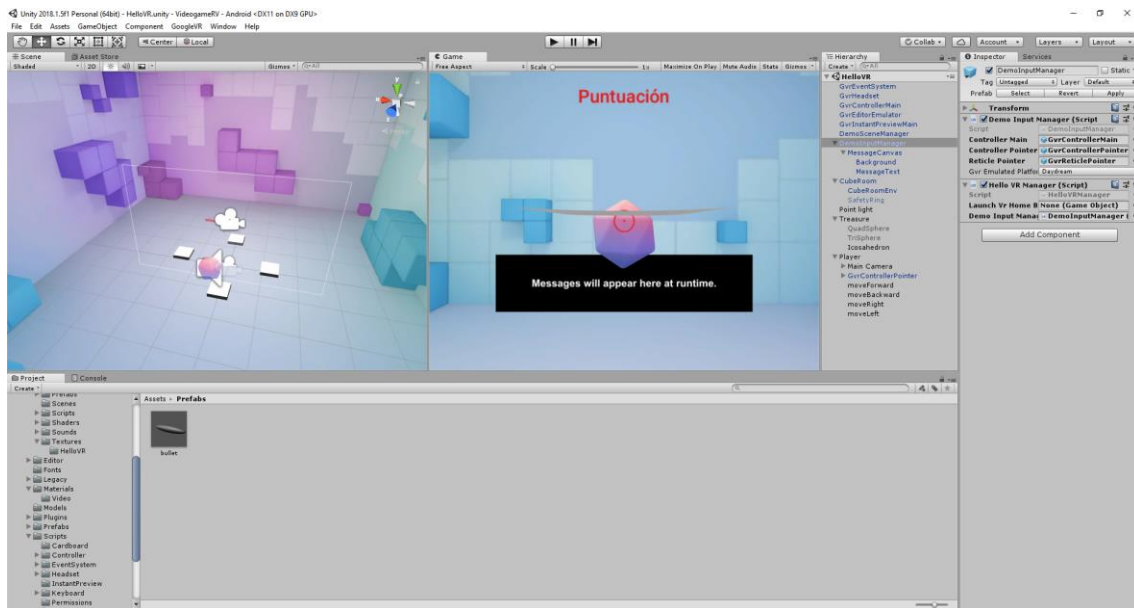 Unity 2018.1.5f1 Personal (64bit) - HelloVR.unity - VideogameRV - Android <DX11 on DX9 GPU>
File Edit Assets GameObject Component GoogleVR Window Help
Center Local
Collab Account Layers Layout
Scene Asset Store
Shaded 2D Gizmos All
Game
Free Aspect Scale 1x Maximize On Play Mute Audio Stats Gizmos
Puntuación
Messages will appear here at runtime.
Hierarchy
Create All
HelloVR
GvrEventSystem
GvrHeadset
GvrControllerMain
GvrEditorEmulator
GvrInstantPreviewMain
DemoSceneManager
DemoInputManager
MessageCanvas
Background
MessageText
CubeRoom
CubeRoomEnv
SafetyRing
Point light
Treasure
QuadSphere
TriSphere
Icosahedron
Player
Main Camera
GvrControllerPointer
moveForward
moveBackward
moveRight
moveLeft
Inspector Services
DemoInputManager Static
Tag Untagged Layer Default
Prefab Select Revert Apply
Transform
Demo Input Manager (Script
Script DemoInputManager
Controller Main GvrControllerMain
Controller Pointer GvrControllerPointer
Reticle Pointer GvrReticlePointer
Gvr Emulated Platfor Daydream
Hello VR Manager (Script)
Script HelloVRManager
Launch Vr Home B None (Game Object)
Demo Input Mana DemoInputManager
Add Component
Project Console
Create
Prefabs
Scenes
Scripts
Shaders
Sounds
Textures
HelloVR
Editor
Fonts
Legacy
Materials
Video
Models
Plugins
Prefabs
Scripts
Cardboard
Controller
EventSystem
Headset
InstantPreview
Keyboard
Permissions
Assets Prefabs
bullet